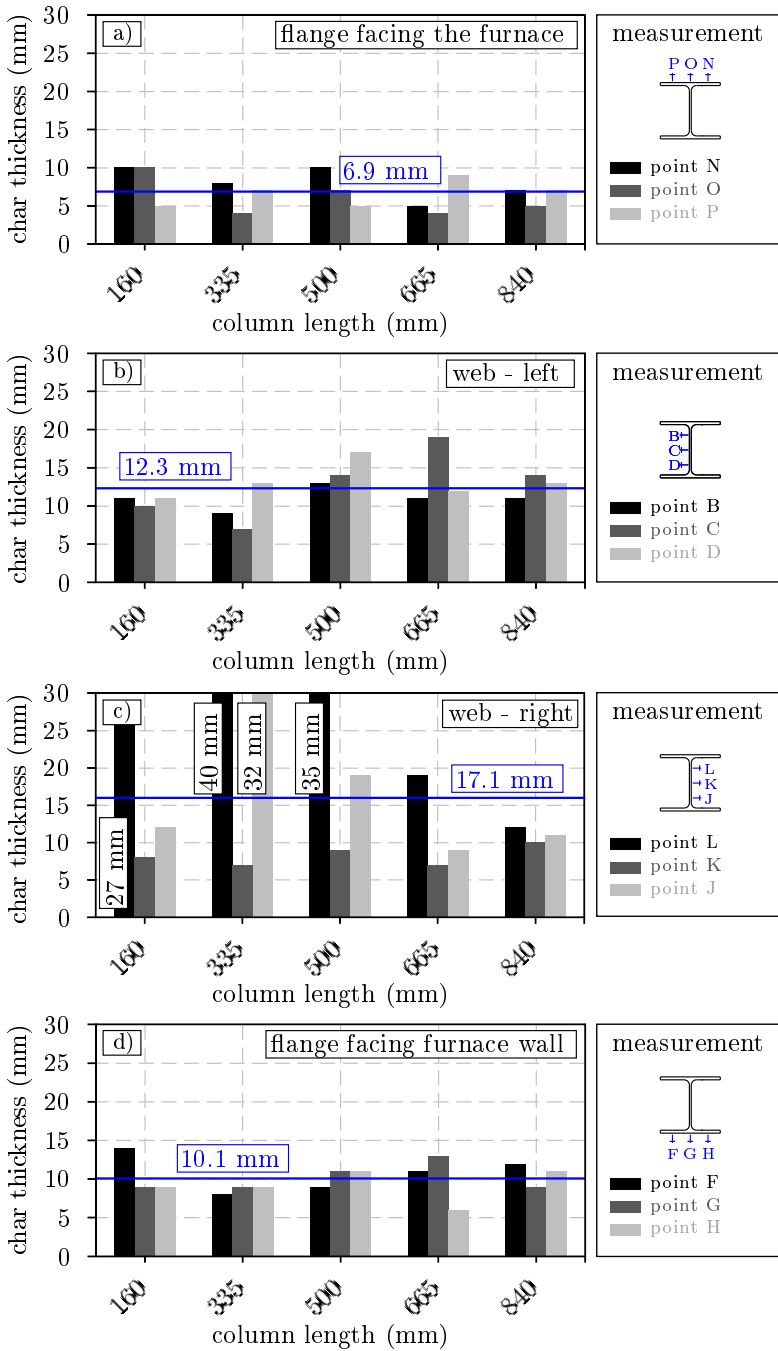 a)
flange facing the furnace
char thickness (mm)
30
25
20
15
10
5
0
6.9 mm
160
335
500
665
840
column length (mm)
measurement
P O N
point N
point O
point P
b)
web - left
char thickness (mm)
30
25
20
15
10
5
0
12.3 mm
160
335
500
665
840
column length (mm)
measurement
B
C
D
point B
point C
point D
c)
web - right
char thickness (mm)
30
25
20
15
10
5
0
27 mm
40 mm
32 mm
35 mm
17.1 mm
160
335
500
665
840
column length (mm)
measurement
L
K
J
point L
point K
point J
d)
flange facing furnace wall
char thickness (mm)
30
25
20
15
10
5
0
10.1 mm
160
335
500
665
840
column length (mm)
measurement
F G H
point F
point G
point H